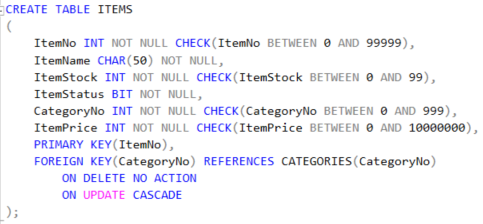 CREATE TABLE ITEMS
(
ItemNo INT NOT NULL CHECK(ItemNo BETWEEN 0 AND 99999),
ItemName CHAR(50) NOT NULL,
ItemStock INT NOT NULL CHECK(ItemStock BETWEEN 0 AND 99),
ItemStatus BIT NOT NULL,
CategoryNo INT NOT NULL CHECK(CategoryNo BETWEEN 0 AND 999),
ItemPrice INT NOT NULL CHECK(ItemPrice BETWEEN 0 AND 10000000),
PRIMARY KEY(ItemNo),
FOREIGN KEY(CategoryNo) REFERENCES CATEGORIES(CategoryNo)
ON DELETE NO ACTION
ON UPDATE CASCADE
);